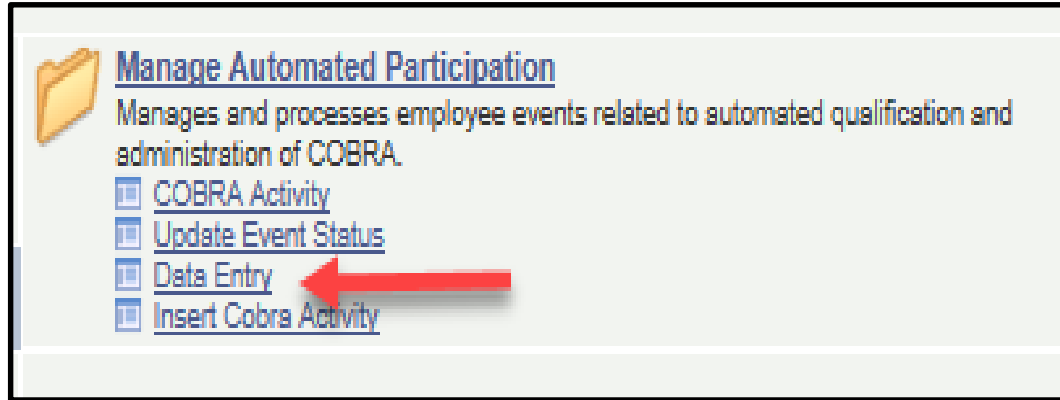 Manage Automated Participation
Manages and processes employee events related to automated qualification and
administration of COBRA.
COBRA Activity
Update Event Status
Data Entry
Insert Cobra Activity